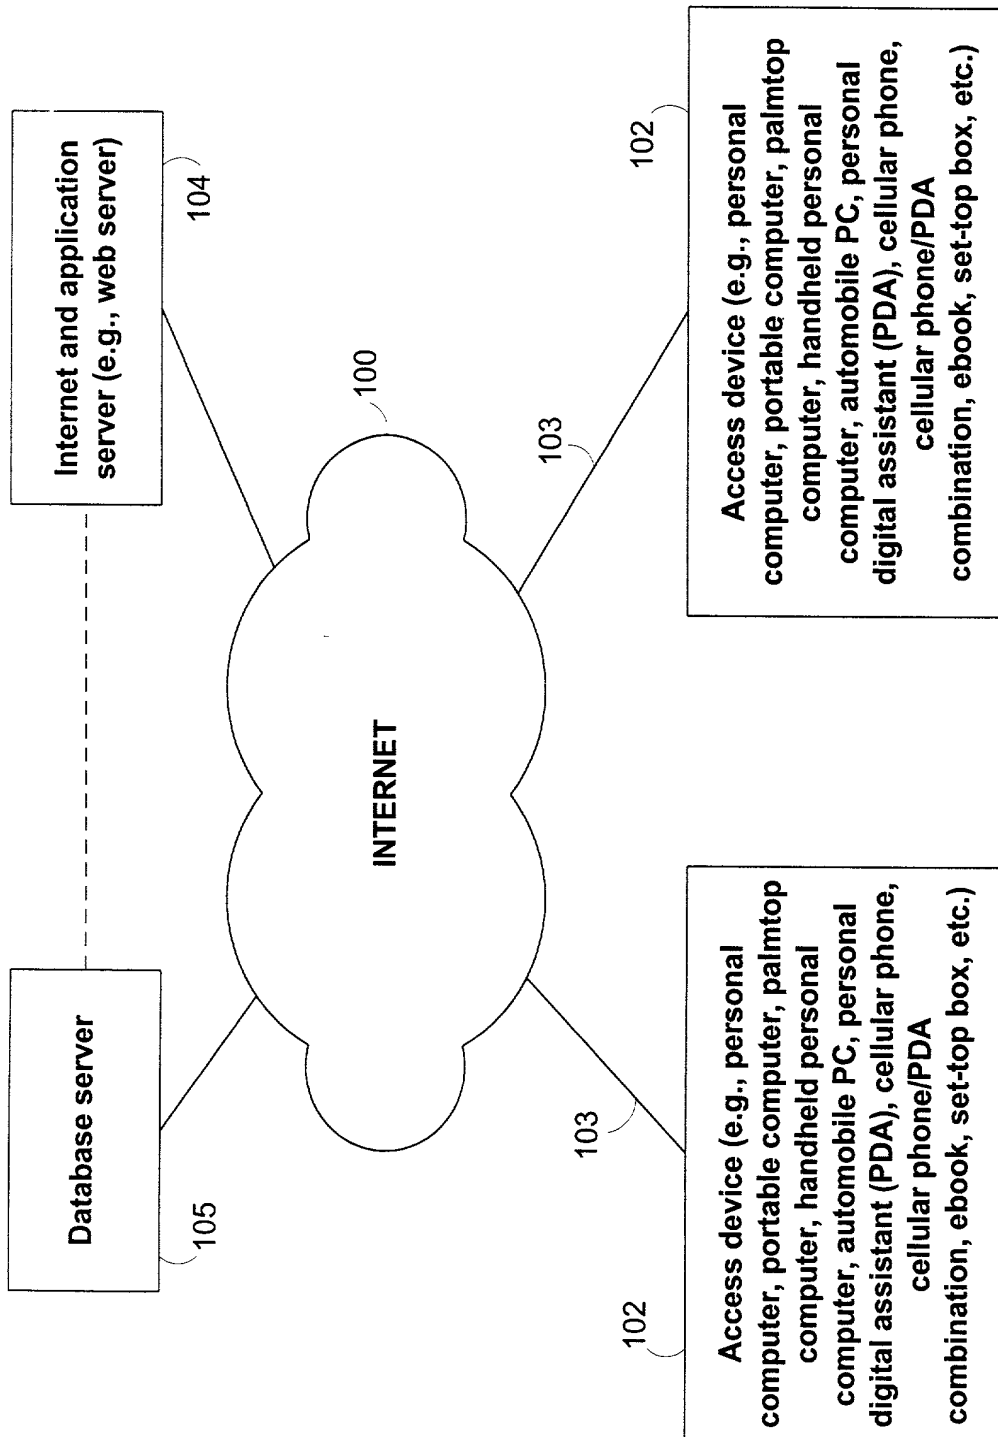 Database server
105
Internet and application
server (e.g., web server)
104
100
INTERNET
103
103
102
Access device (e.g., personal
computer, portable computer, palmtop
computer, handheld personal
computer, automobile PC, personal
digital assistant (PDA), cellular phone,
cellular phone/PDA
combination, ebook, set-top box, etc.)
102
Access device (e.g., personal
computer, portable computer, palmtop
computer, handheld personal
computer, automobile PC, personal
digital assistant (PDA), cellular phone,
cellular phone/PDA
combination, ebook, set-top box, etc.)